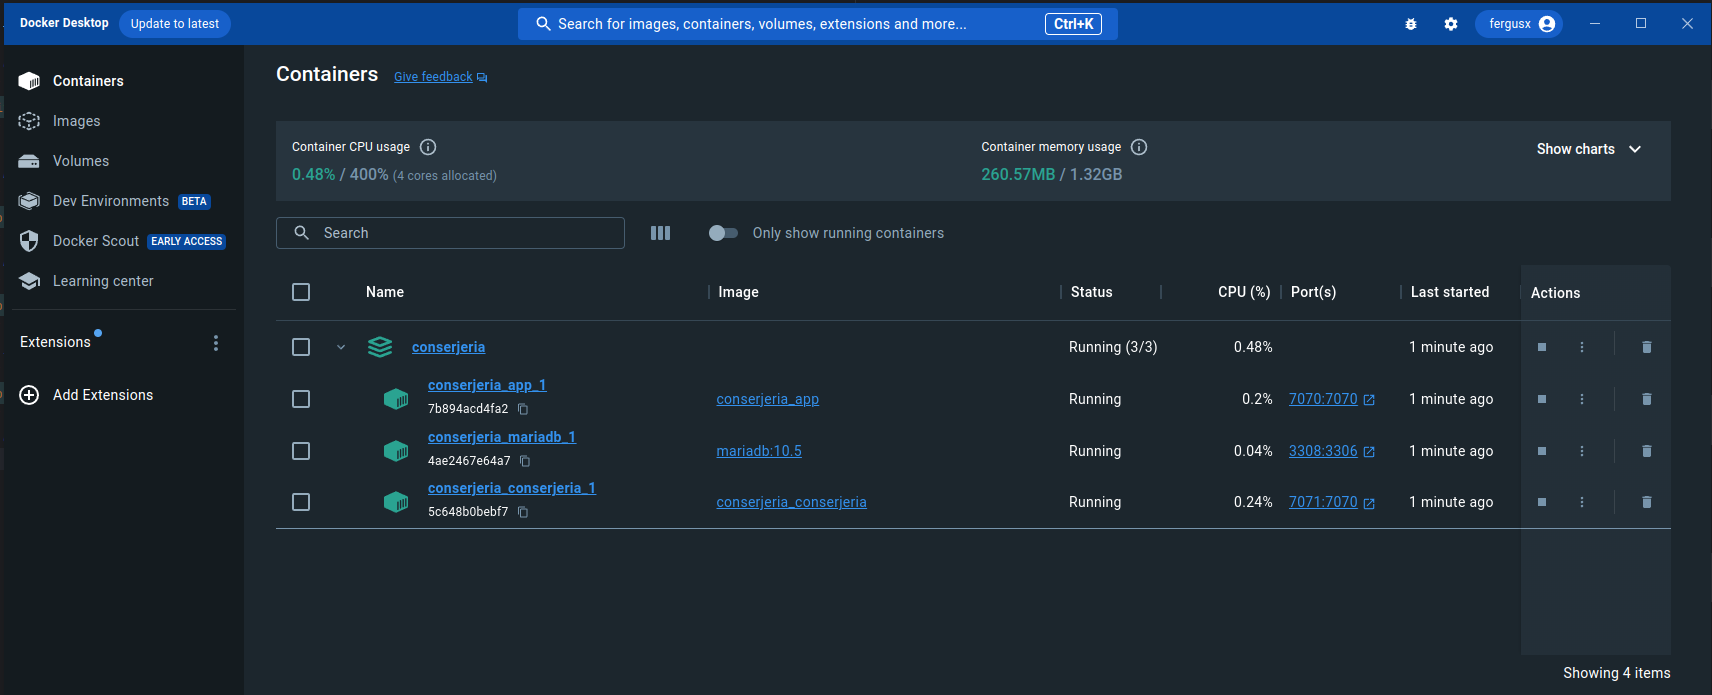 Docker Desktop Update to latest Search for images, containers, volumes, extensions and more... Ctrl+K fergusx
Containers
Images
Volumes
Dev Environments BETA
Docker Scout EARLY ACCESS
Learning center
Extensions
Add Extensions
Containers Give feedback
Container CPU usage
0.48% / 400% (4 cores allocated)
Container memory usage
260.57MB / 1.32GB
Show charts
Search Only show running containers
Name Image Status CPU (%) Port(s) Last started Actions
conserjeria Running (3/3) 0.48% 1 minute ago
conserjeria_app_1
7b894acd4fa2
conserjeria_app Running 0.2% 7070:7070 1 minute ago
conserjeria_mariadb_1
4ae2467e64a7
mariadb:10.5 Running 0.04% 3308:3306 1 minute ago
conserjeria_conserjeria_1
5c648b0bebf7
conserjeria_conserjeria Running 0.24% 7071:7070 1 minute ago
Showing 4 items